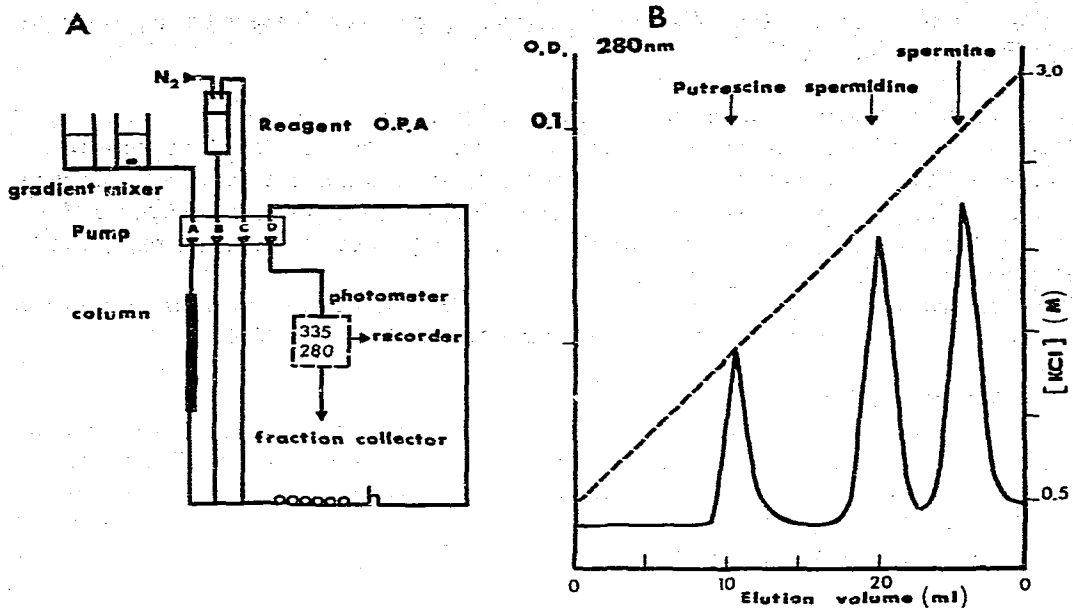 A
N₂
Reagent O.P.A
gradient mixer
Pump
A B C D
column
photometer
335
280
recorder
fraction collector
B
O.D. 280nm
spermine
Putrescine spermidine
3.0
0.1
[KCl] (M)
0.5
0 10 20 0
Elution volume (ml)